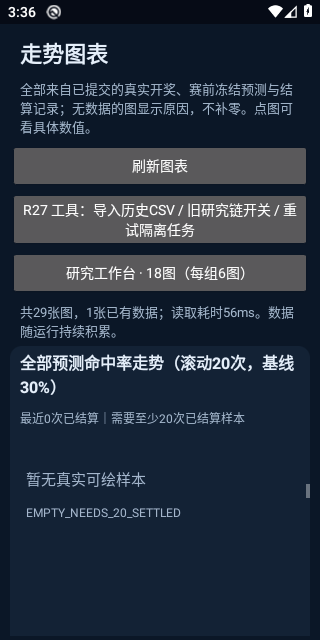 3:36
走势图表
全部来自已提交的真实开奖、赛前冻结预测与结
算记录；无数据的图显示原因，不补零。点图可
看具体数值。
刷新图表
R27 工具：导入历史CSV / 旧研究链开关 / 重
试隔离任务
研究工作台 · 18图（每组6图）
共29张图，1张已有数据；读取耗时56ms。数据
随运行持续积累。
全部预测命中率走势（滚动20次，基线
30%）
最近0次已结算｜需要至少20次已结算样本
暂无真实可绘样本
EMPTY_NEEDS_20_SETTLED